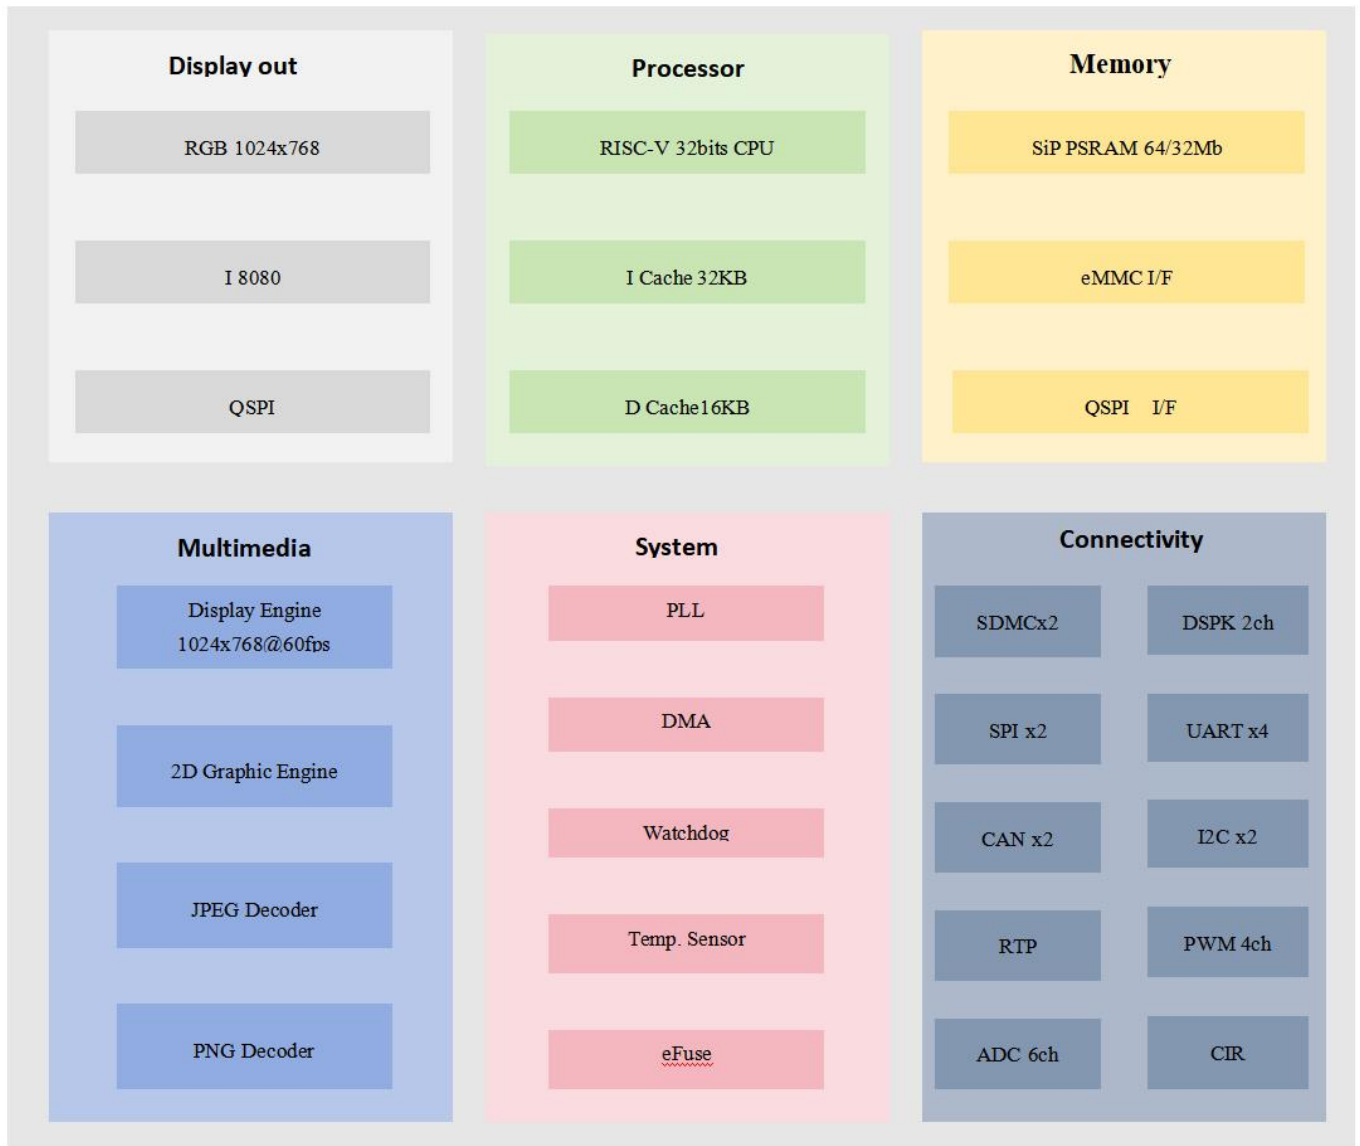 Display out
RGB 1024x768
I 8080
QSPI
Processor
RISC-V 32bits CPU
I Cache 32KB
D Cache16KB
Memory
SiP PSRAM 64/32Mb
eMMC I/F
QSPI I/F
Multimedia
Display Engine
1024x768@60fps
2D Graphic Engine
JPEG Decoder
PNG Decoder
System
PLL
DMA
Watchdog
Temp. Sensor
eFuse
Connectivity
SDMCx2
DSPK 2ch
SPI x2
UART x4
CAN x2
I2C x2
RTP
PWM 4ch
ADC 6ch
CIR